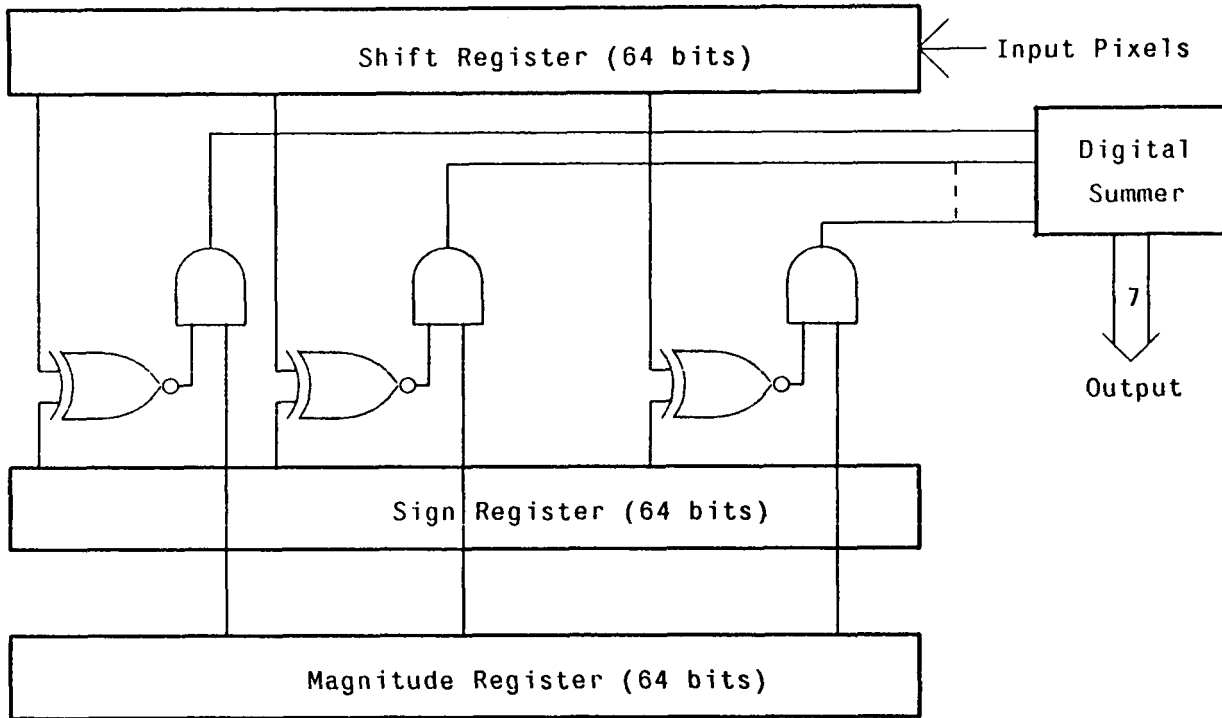 Shift Register (64 bits)
Input Pixels
Digital
Summer
7
Output
Sign Register (64 bits)
Magnitude Register (64 bits)